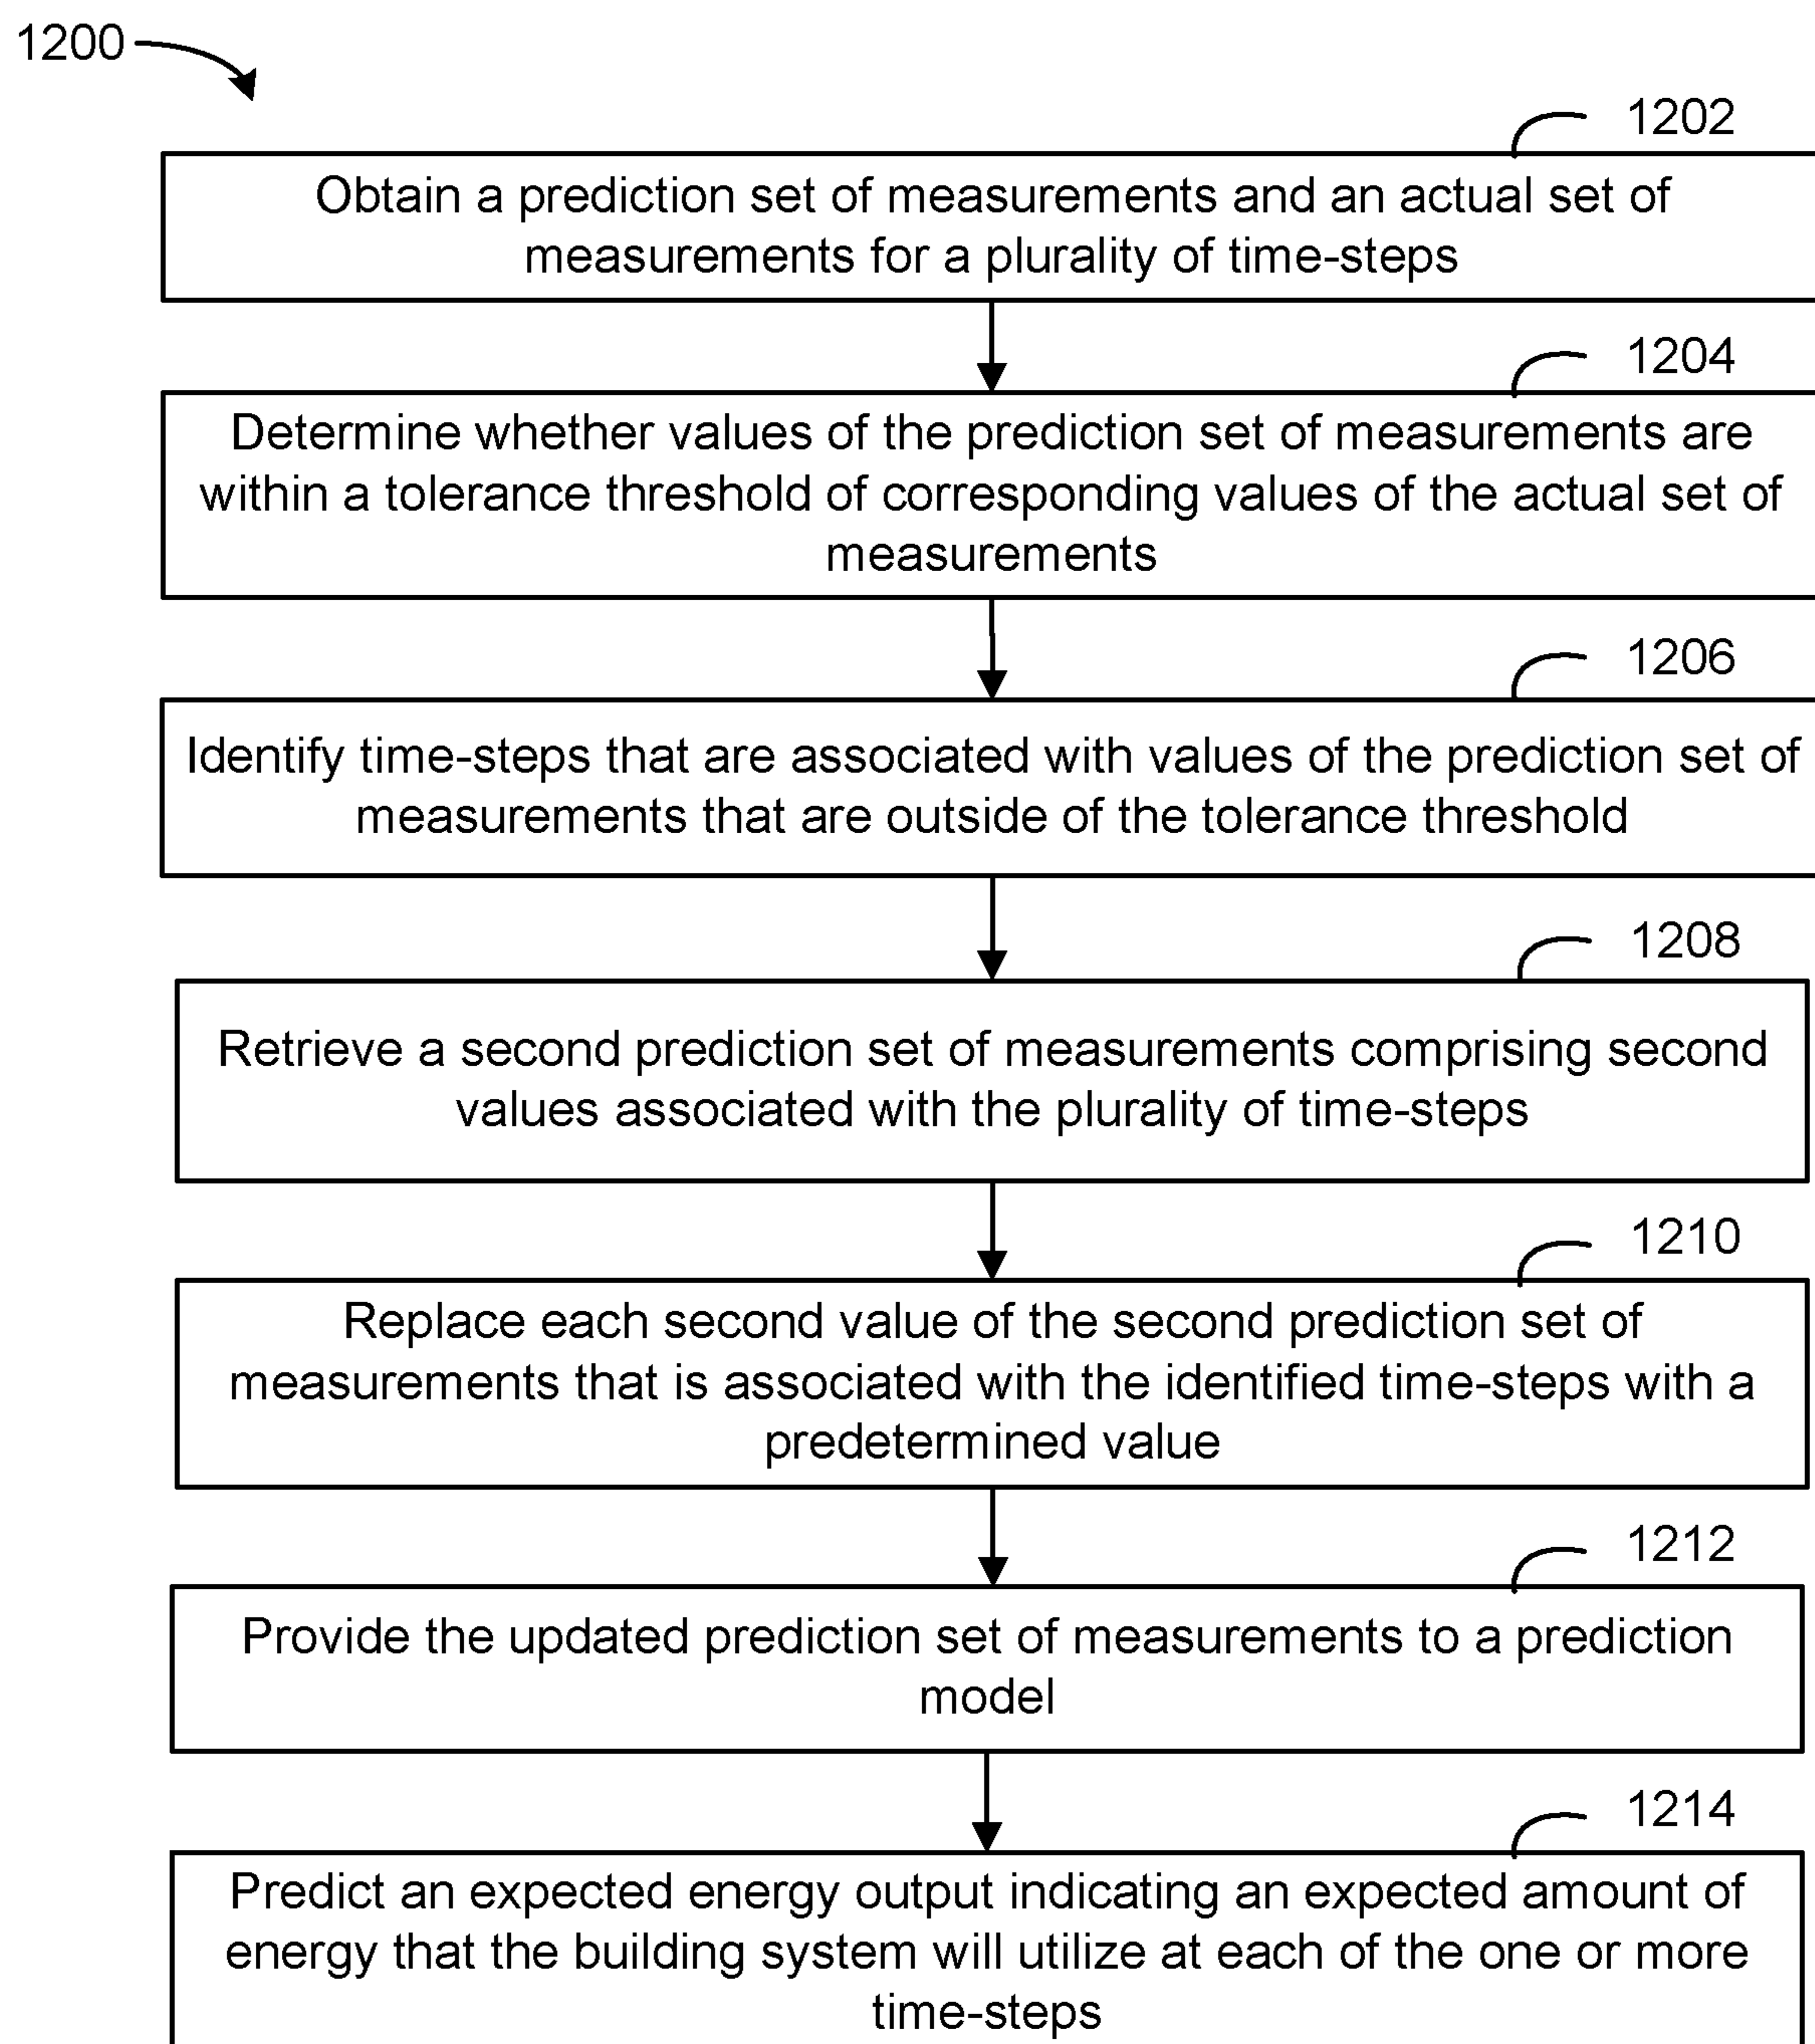 1200
1202
Obtain a prediction set of measurements and an actual set of
measurements for a plurality of time-steps
1204
Determine whether values of the prediction set of measurements are
within a tolerance threshold of corresponding values of the actual set of
measurements
1206
Identify time-steps that are associated with values of the prediction set of
measurements that are outside of the tolerance threshold
1208
Retrieve a second prediction set of measurements comprising second
values associated with the plurality of time-steps
1210
Replace each second value of the second prediction set of
measurements that is associated with the identified time-steps with a
predetermined value
1212
Provide the updated prediction set of measurements to a prediction
model
1214
Predict an expected energy output indicating an expected amount of
energy that the building system will utilize at each of the one or more
time-steps